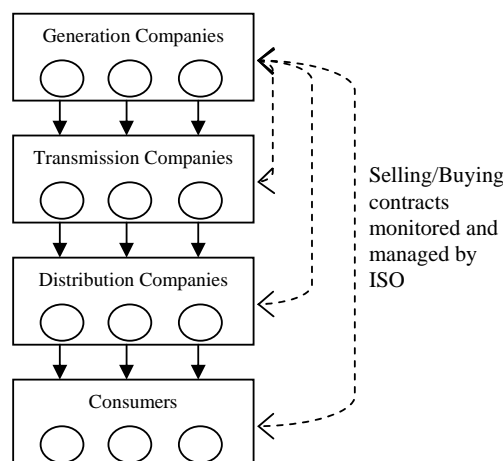 Generation Companies
Transmission Companies
Distribution Companies
Consumers
Selling/Buying
contracts
monitored and
managed by
ISO